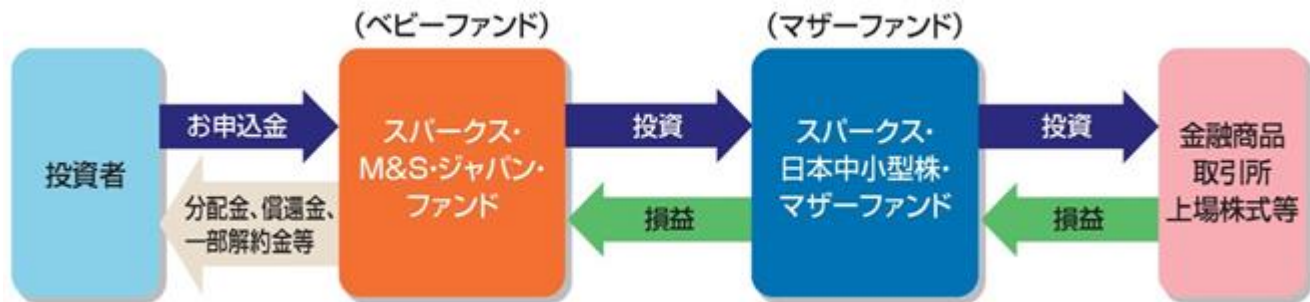 (ベビーファンド)
(マザーファンド)
投資者
お申込金
分配金、償還金、
一部解約金等
スパークス・
M&S・ジャパン・
ファンド
投資
損益
スパークス・
日本中小型株・
マザーファンド
投資
損益
金融商品
取引所
上場株式等